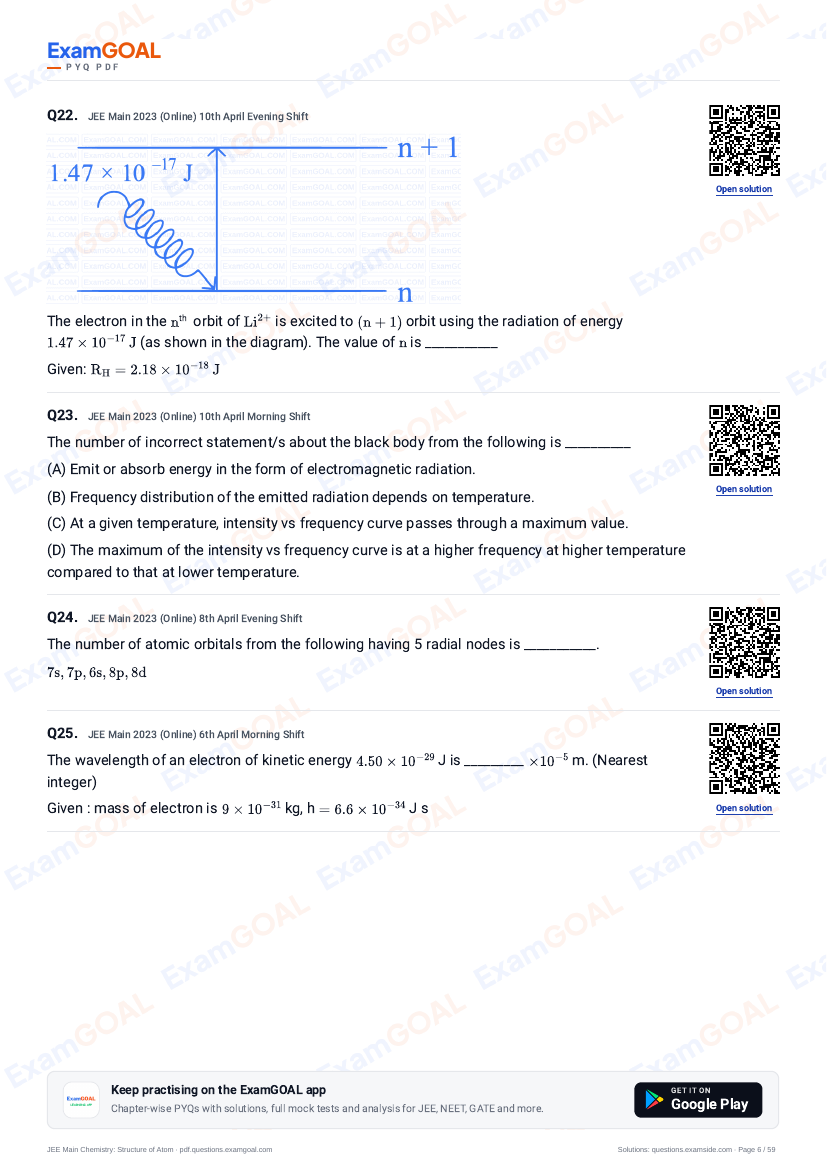 ExamGOAL
PYQ PDF
Q22. JEE Main 2023 (Online) 10th April Evening Shift
n + 1
1.47 × 10⁻¹⁷ J
n
The electron in the nᵗʰ orbit of Li²⁺ is excited to (n + 1) orbit using the radiation of energy
1.47 × 10⁻¹⁷ J (as shown in the diagram). The value of n is ___________
Given: R_H = 2.18 × 10⁻¹⁸ J
Open solution
Q23. JEE Main 2023 (Online) 10th April Morning Shift
The number of incorrect statement/s about the black body from the following is __________
(A) Emit or absorb energy in the form of electromagnetic radiation.
(B) Frequency distribution of the emitted radiation depends on temperature.
(C) At a given temperature, intensity vs frequency curve passes through a maximum value.
(D) The maximum of the intensity vs frequency curve is at a higher frequency at higher temperature
compared to that at lower temperature.
Open solution
Q24. JEE Main 2023 (Online) 8th April Evening Shift
The number of atomic orbitals from the following having 5 radial nodes is ___________.
7s, 7p, 6s, 8p, 8d
Open solution
Q25. JEE Main 2023 (Online) 6th April Morning Shift
The wavelength of an electron of kinetic energy 4.50 × 10⁻²⁹ J is _________ ×10⁻⁵ m. (Nearest
integer)
Given : mass of electron is 9 × 10⁻³¹ kg, h = 6.6 × 10⁻³⁴ J s
Open solution
Keep practising on the ExamGOAL app
Chapter-wise PYQs with solutions, full mock tests and analysis for JEE, NEET, GATE and more.
GET IT ON
Google Play
JEE Main Chemistry: Structure of Atom · pdf.questions.examgoal.com
Solutions: questions.examside.com · Page 6 / 59